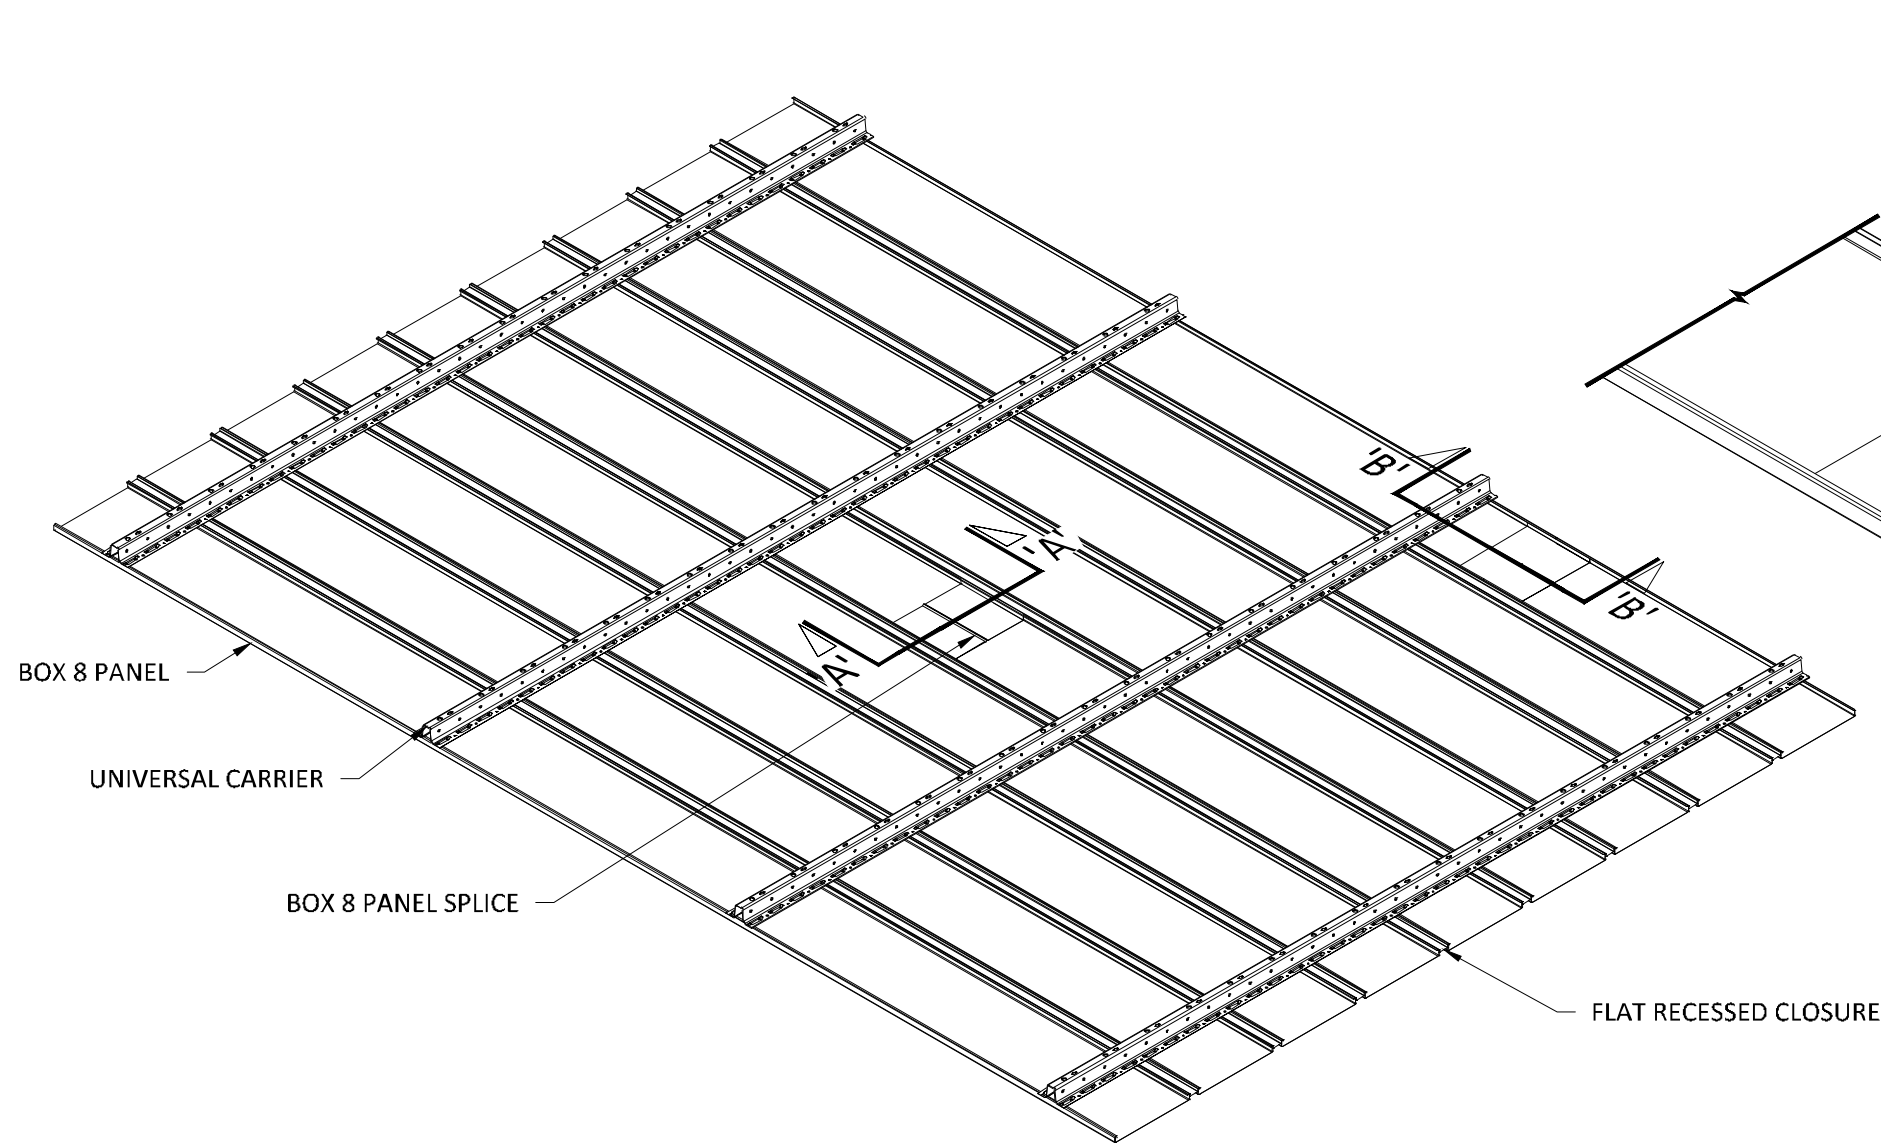 'B'
'A'
'B'
'A'
BOX 8 PANEL
UNIVERSAL CARRIER
BOX 8 PANEL SPLICE
FLAT RECESSED CLOSURE